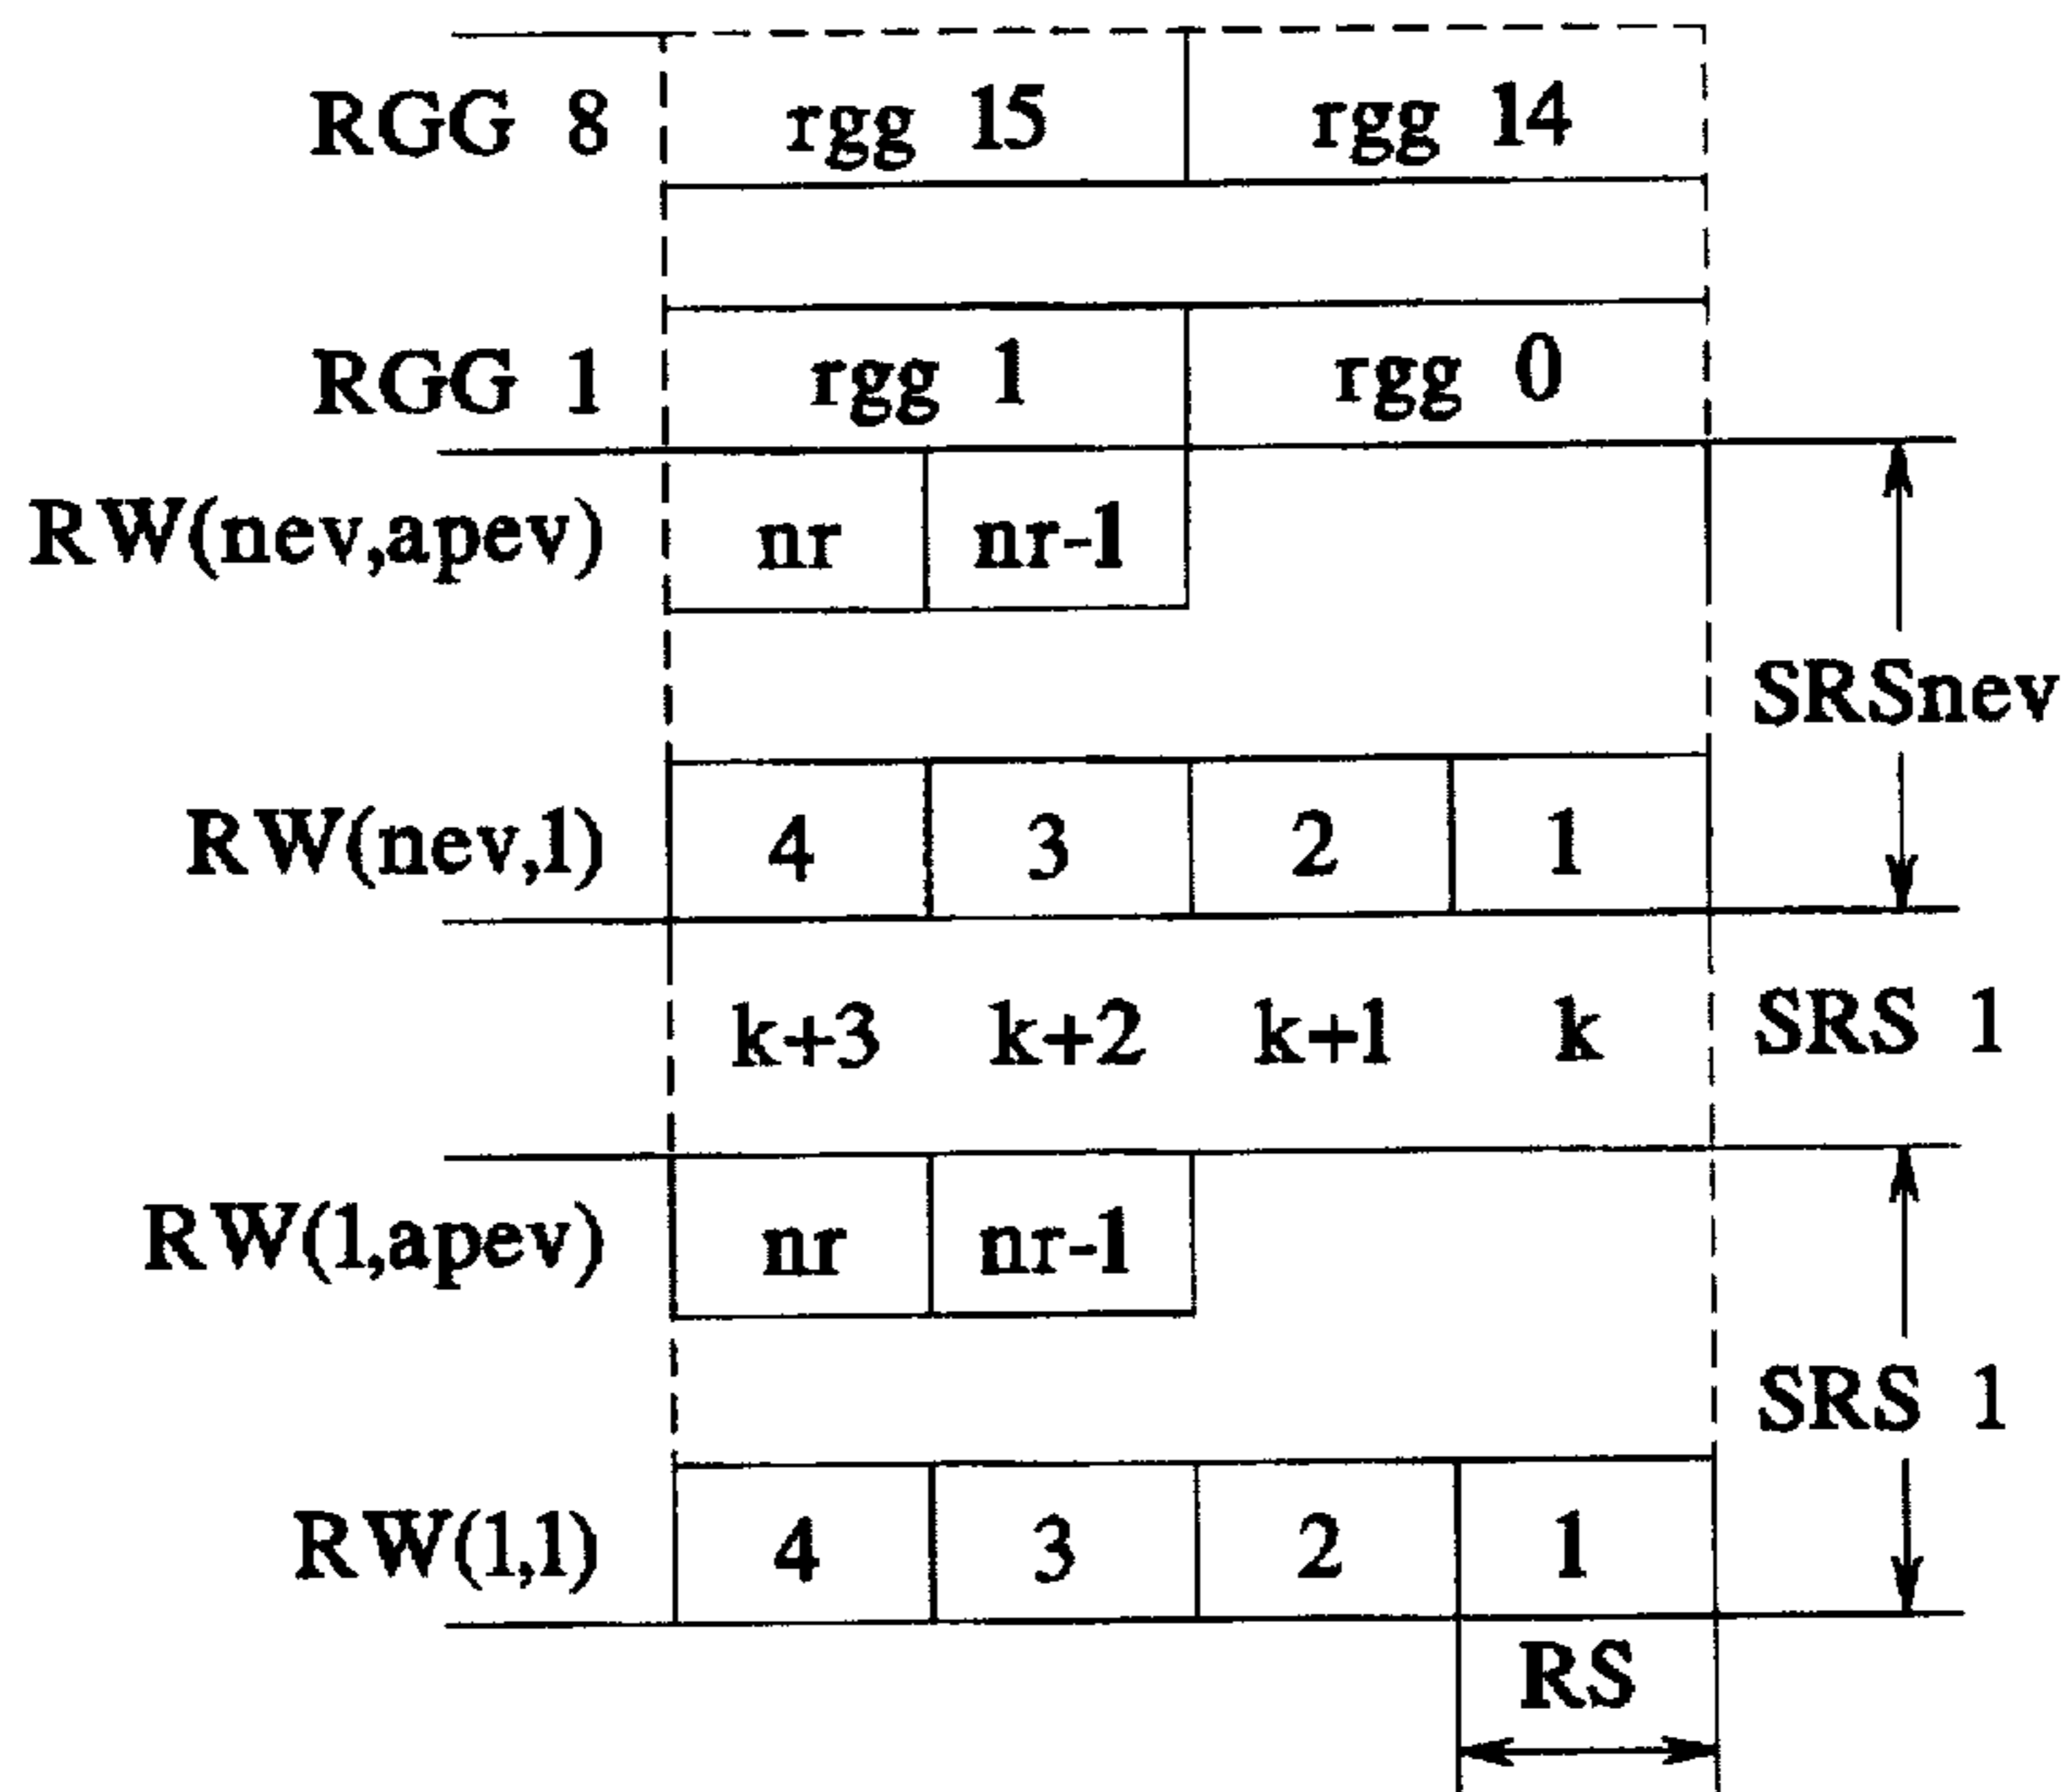 RGG 8 rgg 15 rgg 14
RGG 1 rgg 1 rgg 0
RW(nev,apev) nr nr-1
SRSnev
RW(nev,1) 4 3 2 1
k+3 k+2 k+1 k SRS 1
RW(1,apev) nr nr-1
SRS 1
RW(1,1) 4 3 2 1
RS